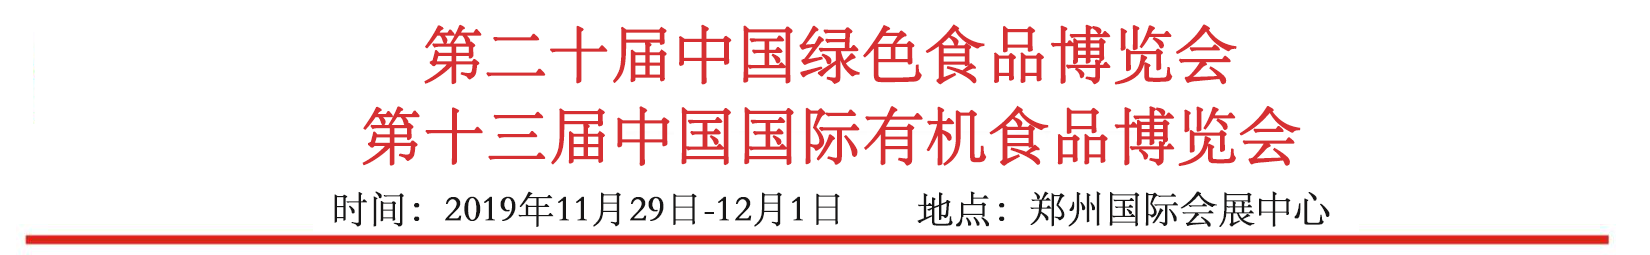 第二十届中国绿色食品博览会
第十三届中国国际有机食品博览会
时间：2019年11月29日-12月1日　　地点：郑州国际会展中心